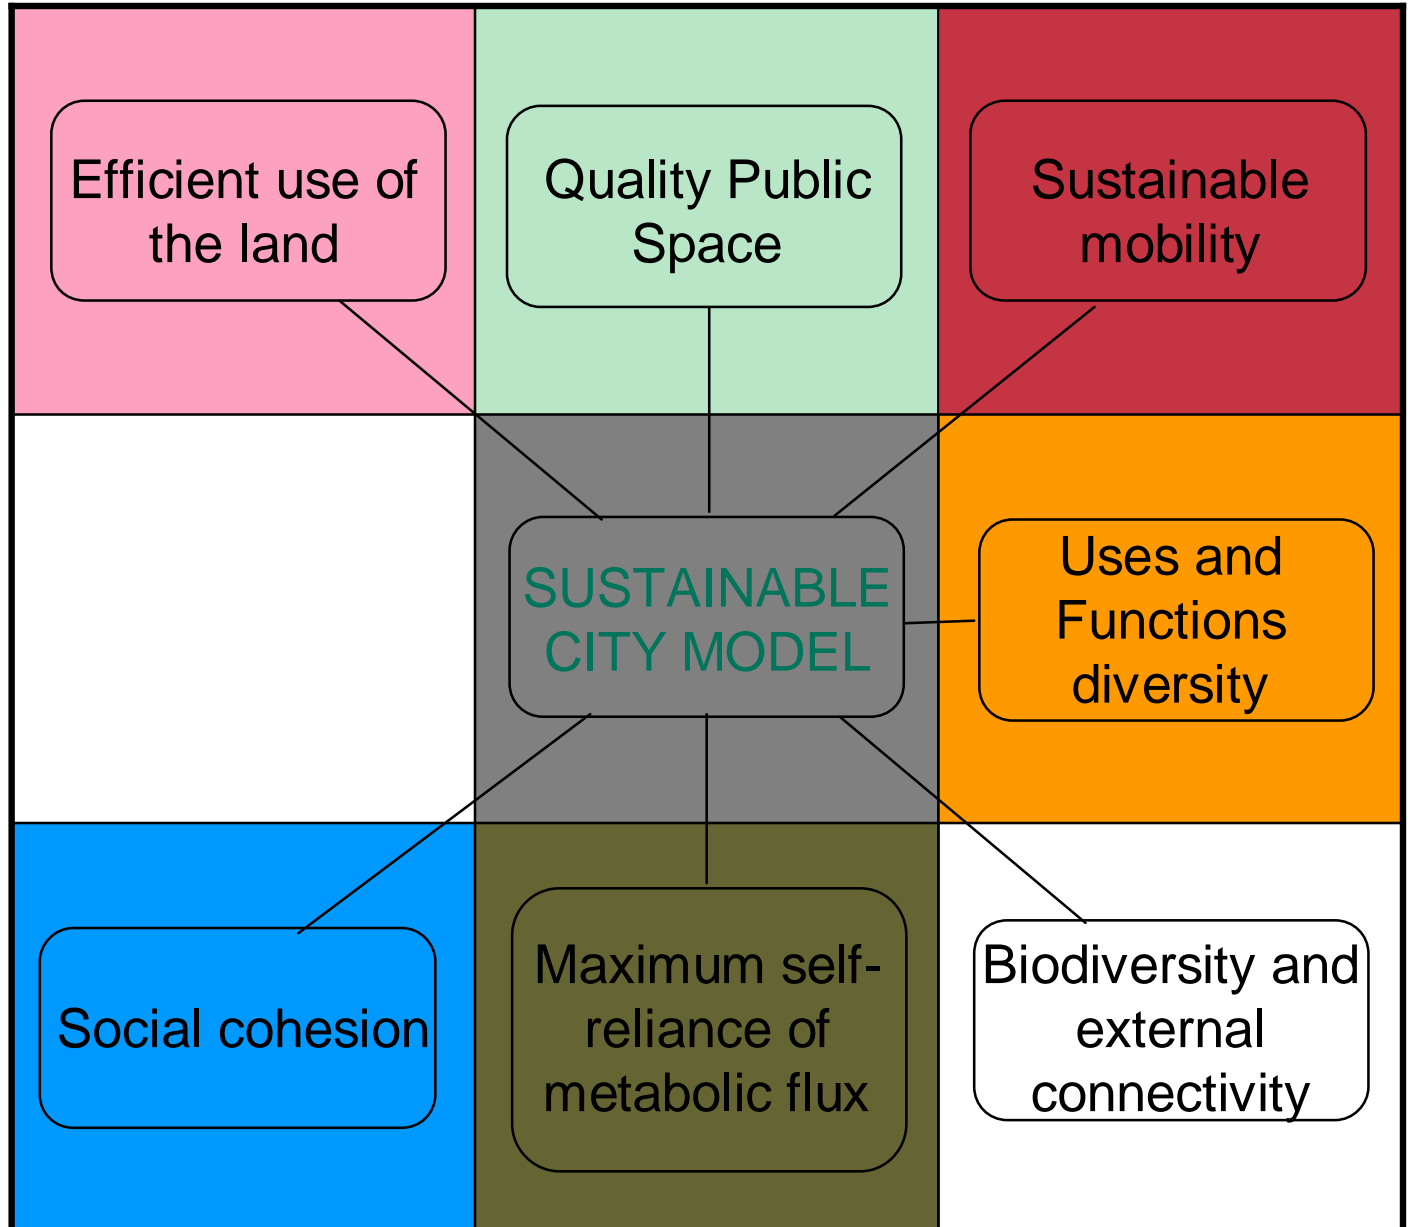 Efficient use of
the land
Quality Public
Space
Sustainable
mobility
SUSTAINABLE
CITY MODEL
Uses and
Functions
diversity
Social cohesion
Maximum self-
reliance of
metabolic flux
Biodiversity and
external
connectivity